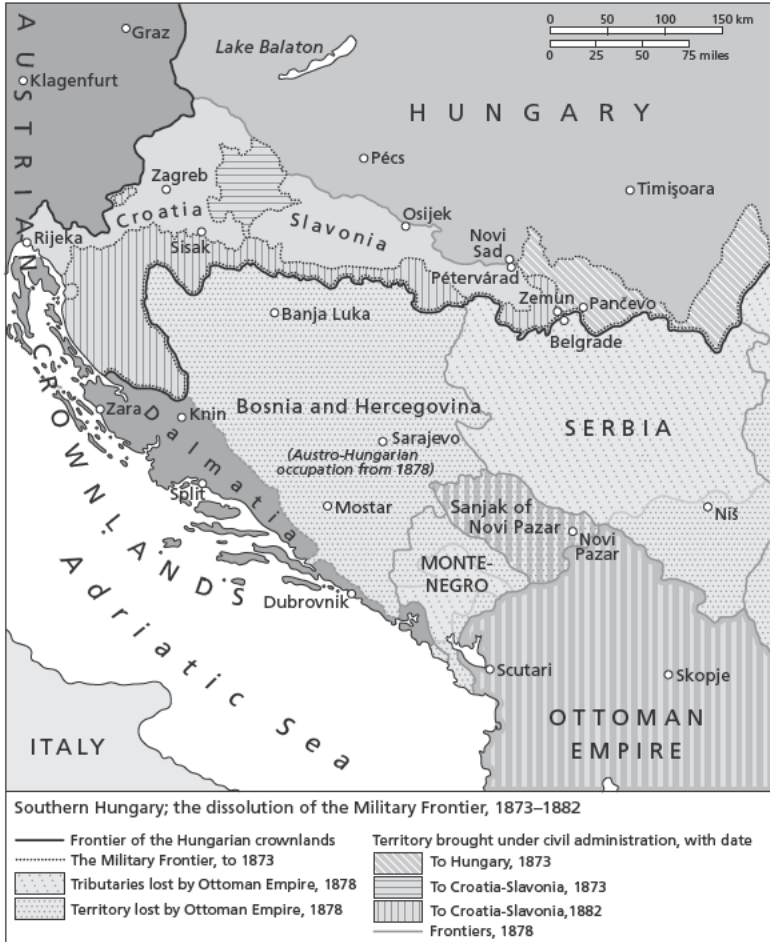 AUSTRIAN CROWNLANDS
Graz
Klagenfurt
Lake Balaton
0 50 100 150 km
0 25 50 75 miles
HUNGARY
Pécs
Timişoara
Zagreb
Croatia
Slavonia
Osijek
Rijeka
Sisak
Novi
Sad
Pétervárad
Zemun
Pančevo
Belgrade
Banja Luka
Zara
Knin
Dalmatia
Bosnia and Hercegovina
Sarajevo
(Austro-Hungarian
occupation from 1878)
SERBIA
Split
Mostar
Sanjak of
Novi Pazar
Novi
Pazar
Niš
MONTE-
NEGRO
Dubrovnik
Adriatic Sea
Scutari
Skopje
OTTOMAN
EMPIRE
ITALY
Southern Hungary; the dissolution of the Military Frontier, 1873–1882
Frontier of the Hungarian crownlands
The Military Frontier, to 1873
Tributaries lost by Ottoman Empire, 1878
Territory lost by Ottoman Empire, 1878
Territory brought under civil administration, with date
To Hungary, 1873
To Croatia-Slavonia, 1873
To Croatia-Slavonia,1882
Frontiers, 1878